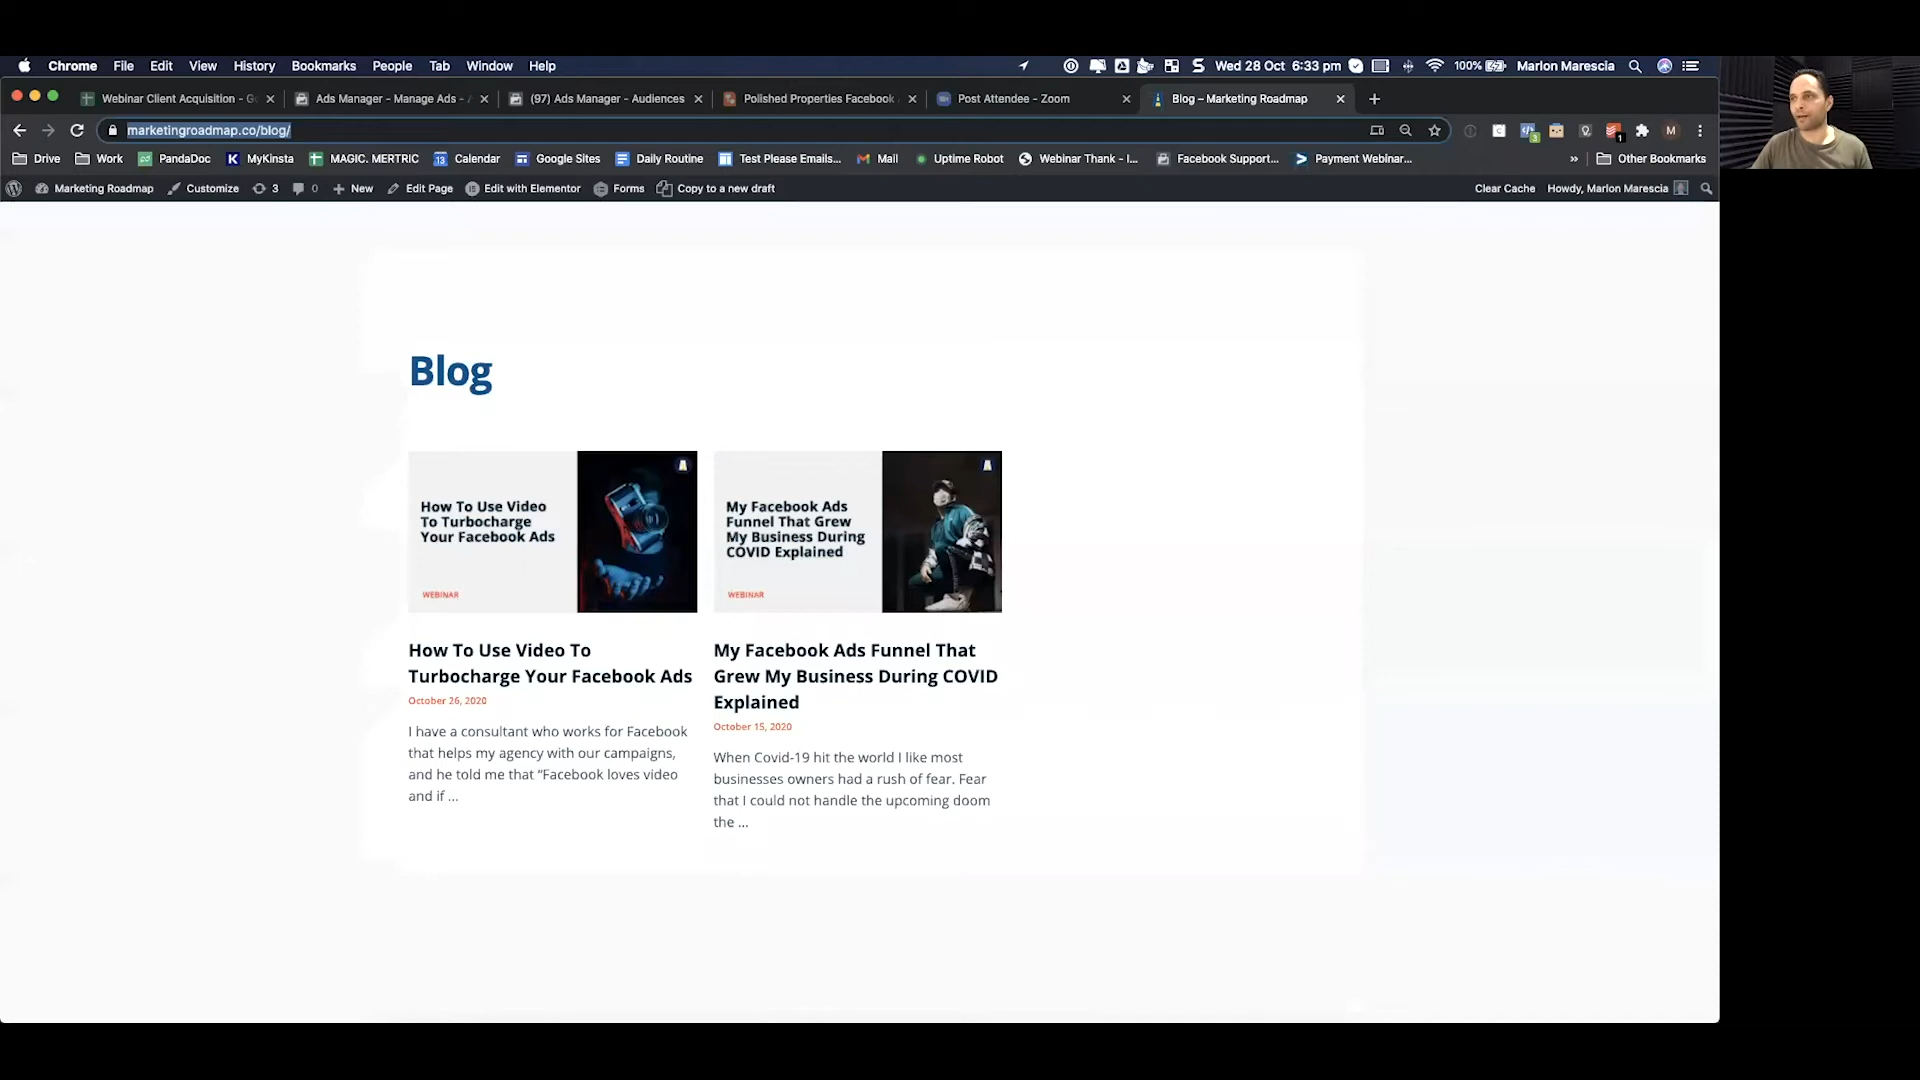 Chrome File Edit View History Bookmarks People Tab Window Help Wed 28 Oct 6:33 pm 100% Marlon Marescia
Webinar Client Acquisition - G Ads Manager - Manage Ads - (97) Ads Manager - Audiences Polished Properties Facebook Post Attendee - Zoom Blog – Marketing Roadmap
marketingroadmap.co/blog/
Drive Work PandaDoc MyKinsta MAGIC. MERTRIC Calendar Google Sites Daily Routine Test Please Emails... Mail Uptime Robot Webinar Thank - I... Facebook Support... Payment Webinar... » Other Bookmarks
Marketing Roadmap Customize 3 0 New Edit Page Edit with Elementor Forms Copy to a new draft Clear Cache Howdy, Marlon Marescia
Blog
How To Use Video
To Turbocharge
Your Facebook Ads
WEBINAR
My Facebook Ads
Funnel That Grew
My Business During
COVID Explained
WEBINAR
How To Use Video To
Turbocharge Your Facebook Ads
October 26, 2020
I have a consultant who works for Facebook
that helps my agency with our campaigns,
and he told me that “Facebook loves video
and if ...
My Facebook Ads Funnel That
Grew My Business During COVID
Explained
October 15, 2020
When Covid-19 hit the world I like most
businesses owners had a rush of fear. Fear
that I could not handle the upcoming doom
the ...